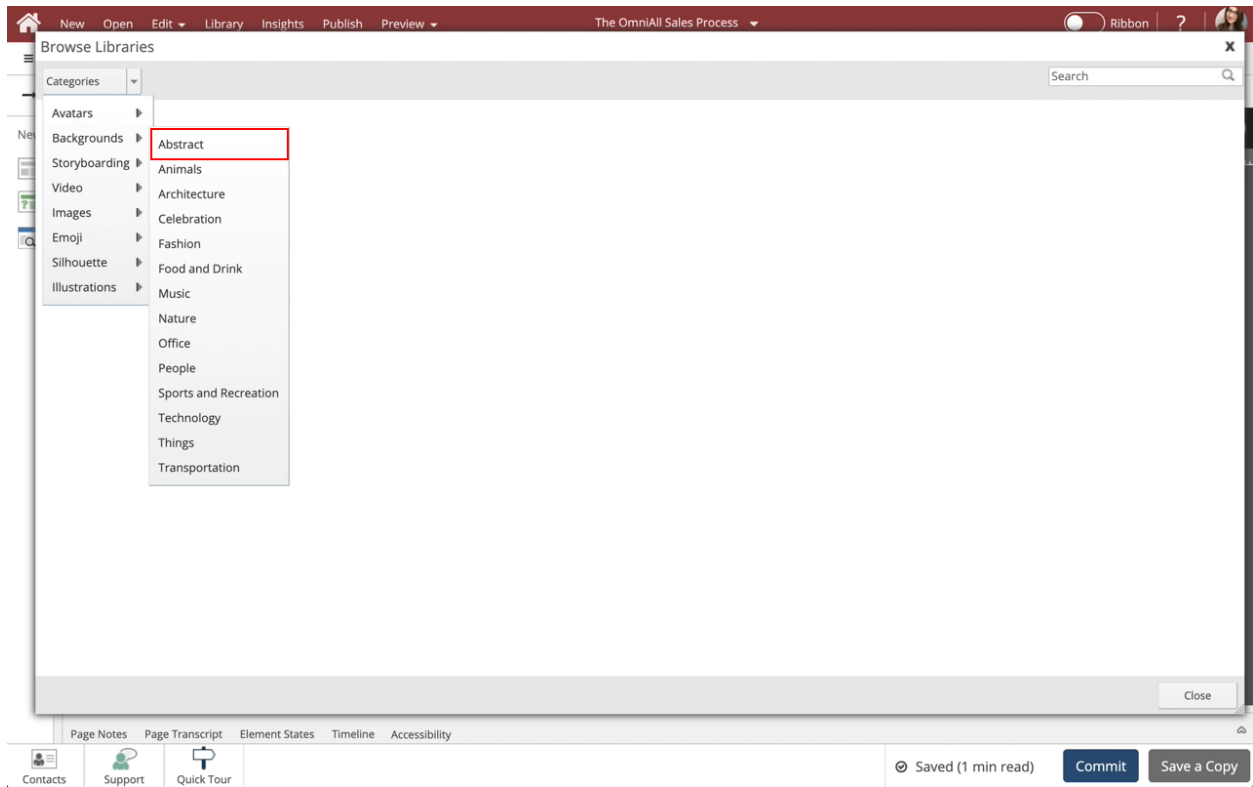 New Open Edit Library Insights Publish Preview The OmniAll Sales Process Ribbon ?
Browse Libraries X
Categories Search
Avatars
Backgrounds
Storyboarding
Video
Images
Emoji
Silhouette
Illustrations
Abstract
Animals
Architecture
Celebration
Fashion
Food and Drink
Music
Nature
Office
People
Sports and Recreation
Technology
Things
Transportation
Close
Page Notes Page Transcript Element States Timeline Accessibility
Contacts Support Quick Tour Saved (1 min read) Commit Save a Copy